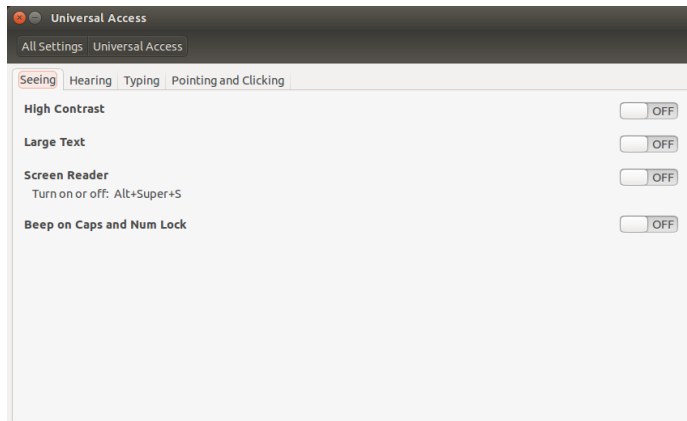 Universal Access
All Settings Universal Access
Seeing Hearing Typing Pointing and Clicking
High Contrast OFF
Large Text OFF
Screen Reader OFF
Turn on or off: Alt+Super+S
Beep on Caps and Num Lock OFF